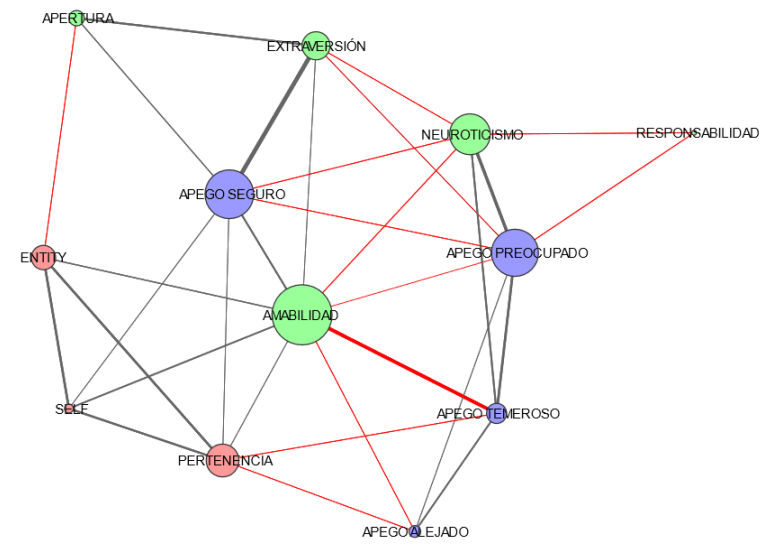 APERTURA
EXTRAVERSIÓN
NEUROTICISMO
RESPONSABILIDAD
APEGO SEGURO
APEGO PREOCUPADO
ENTITY
AMABILIDAD
SELF
APEGO TEMEROSO
PERTENENCIA
APEGO ALEJADO